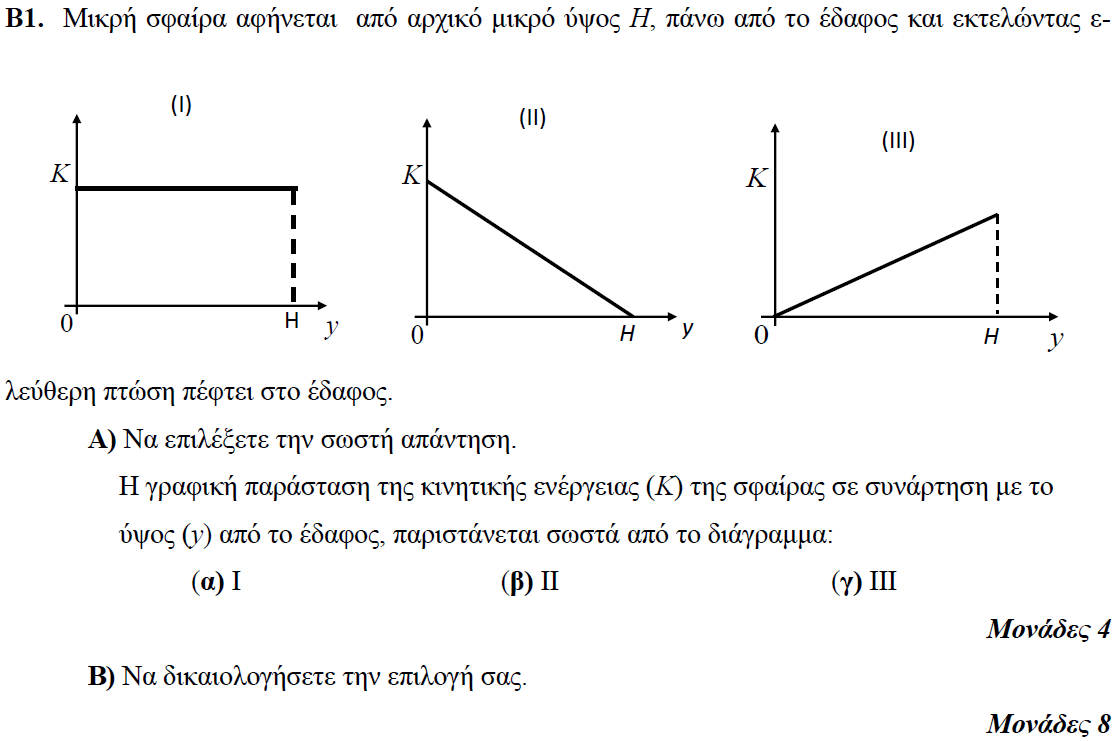 B1. Μικρή σφαίρα αφήνεται από αρχικό μικρό ύψος H, πάνω από το έδαφος και εκτελώντας ε-
(I) (II) (III)
K K K
0 H y 0 H y 0 H y
λεύθερη πτώση πέφτει στο έδαφος.
A) Να επιλέξετε την σωστή απάντηση.
Η γραφική παράσταση της κινητικής ενέργειας (K) της σφαίρας σε συνάρτηση με το
ύψος (y) από το έδαφος, παριστάνεται σωστά από το διάγραμμα:
(α) I (β) II (γ) III
Μονάδες 4
B) Να δικαιολογήσετε την επιλογή σας.
Μονάδες 8